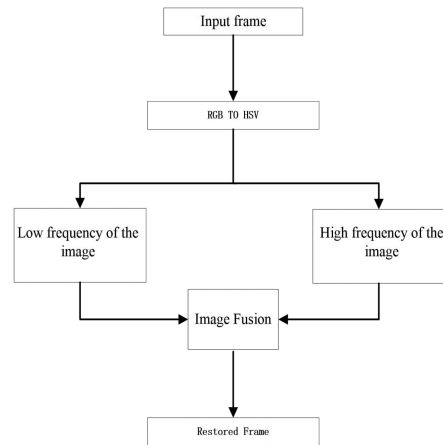 Input frame
RGB TO HSV
Low frequency of the
image
High frequency of the
image
Image Fusion
Restored Frame